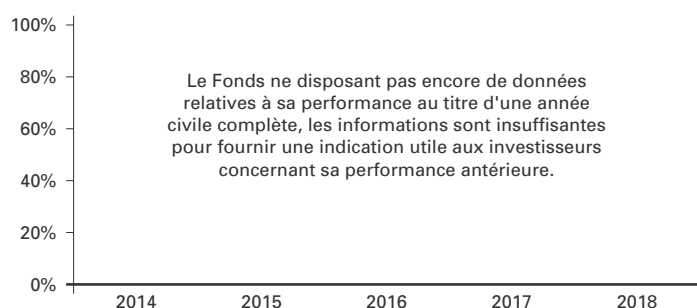 100%
80%
60%
40%
20%
0%
Le Fonds ne disposant pas encore de données
relatives à sa performance au titre d'une année
civile complète, les informations sont insuffisantes
pour fournir une indication utile aux investisseurs
concernant sa performance antérieure.
2014 2015 2016 2017 2018